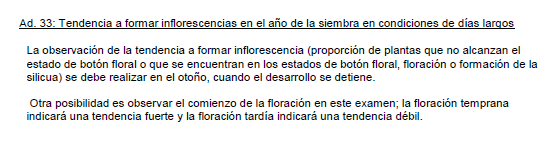 Ad. 33: Tendencia a formar inflorescencias en el año de la siembra en condiciones de días largos
La observación de la tendencia a formar inflorescencia (proporción de plantas que no alcanzan el
estado de botón floral o que se encuentran en los estados de botón floral, floración o formación de la
silicua) se debe realizar en el otoño, cuando el desarrollo se detiene.
Otra posibilidad es observar el comienzo de la floración en este examen; la floración temprana
indicará una tendencia fuerte y la floración tardía indicará una tendencia débil.